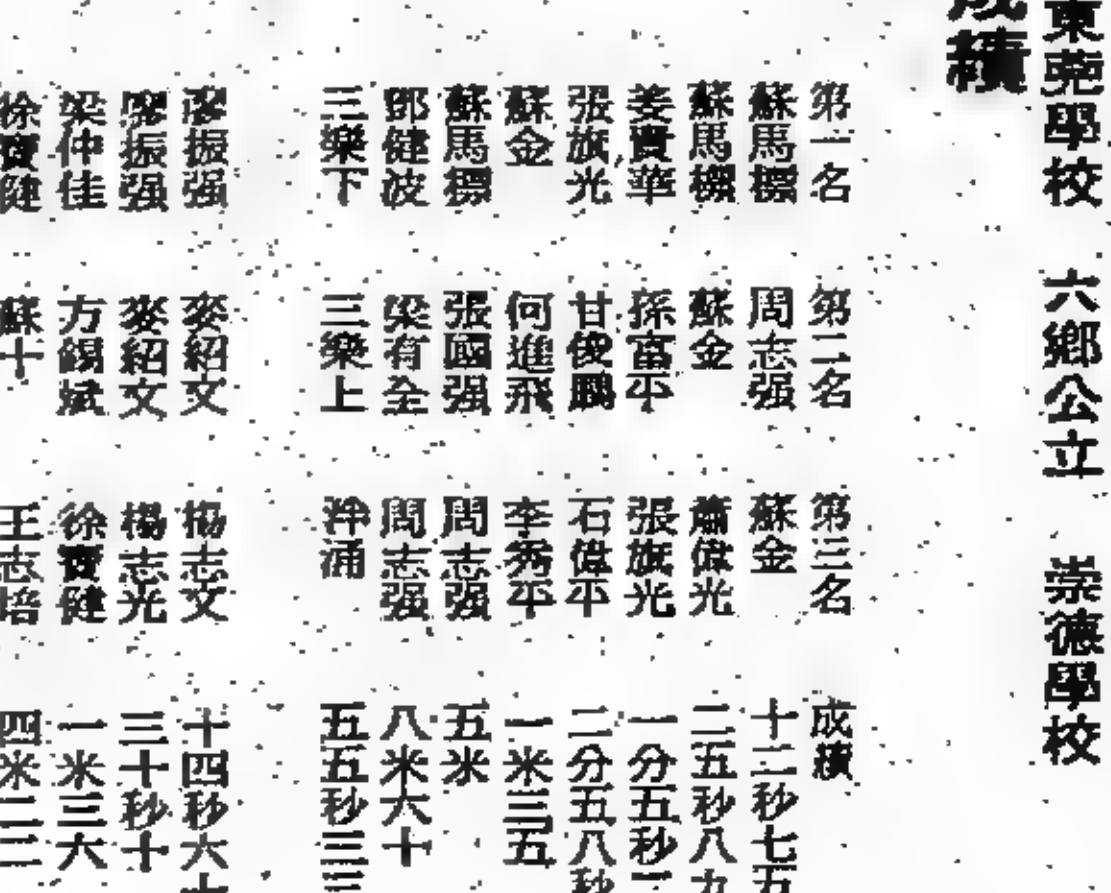 東莞學校　六鄉公立　崇德學校
成績
第一名　第二名　第三名　成績
蘇馬標　周志强　蘇金　十二秒七五
蘇馬標　蘇金　蕭偉光　二五秒八九
姜寶華　孫富平　張旗光　一分五秒
張旗光　甘俊鵬　石偉平　二分五八秒
蘇金　何進飛　李秀平　一米三五
蘇馬標　張國强　周志强　五米
鄧健波　梁有全　周志强　八米六十
三樂下　三樂上　泮涌　五五秒三三
廖振强　麥紹文　楊志文　十四秒六十
廖振强　麥紹文　楊志光　三十秒十
梁仲佳　方錫斌　徐寶健　一米三六
徐寶健　蘇十　王志培　四米二二